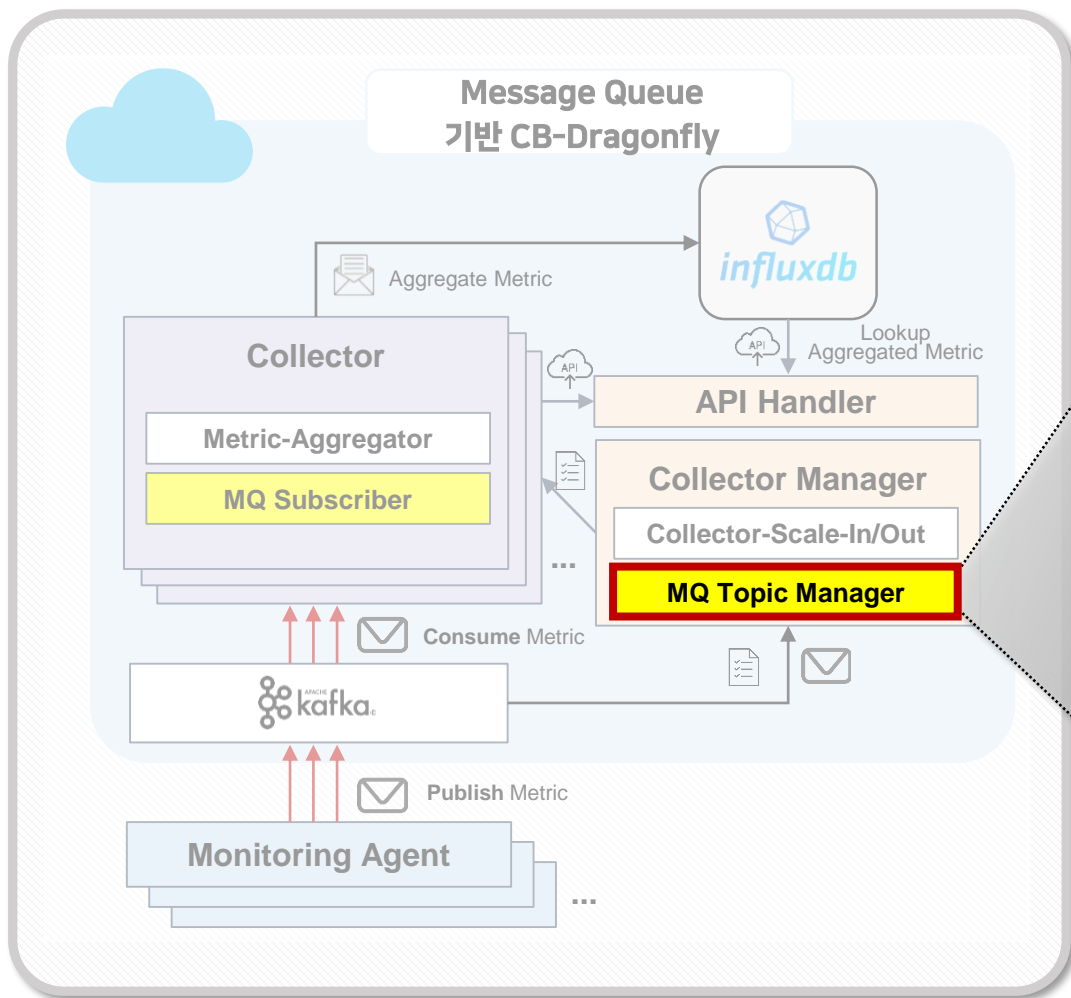 Message Queue
기반 CB-Dragonfly
influxdb
Aggregate Metric
Lookup
Aggregated Metric
API
Collector
API
API Handler
Metric-Aggregator
MQ Subscriber
Collector Manager
Collector-Scale-In/Out
MQ Topic Manager
...
Consume Metric
APACHE
kafka
Publish Metric
Monitoring Agent
...